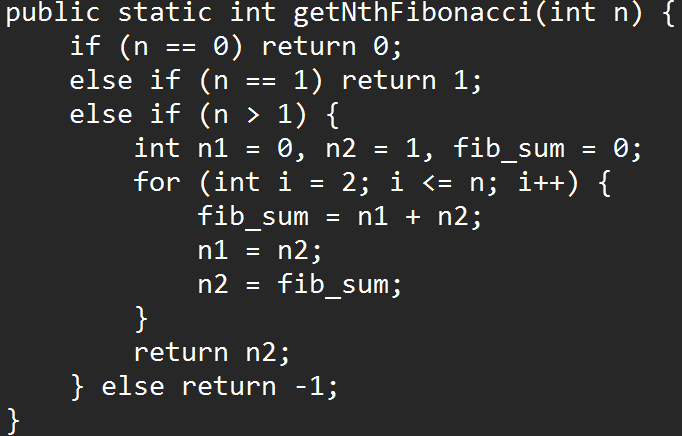 public static int getNthFibonacci(int n) {
    if (n == 0) return 0;
    else if (n == 1) return 1;
    else if (n > 1) {
        int n1 = 0, n2 = 1, fib_sum = 0;
        for (int i = 2; i <= n; i++) {
            fib_sum = n1 + n2;
            n1 = n2;
            n2 = fib_sum;
        }
        return n2;
    } else return -1;
}